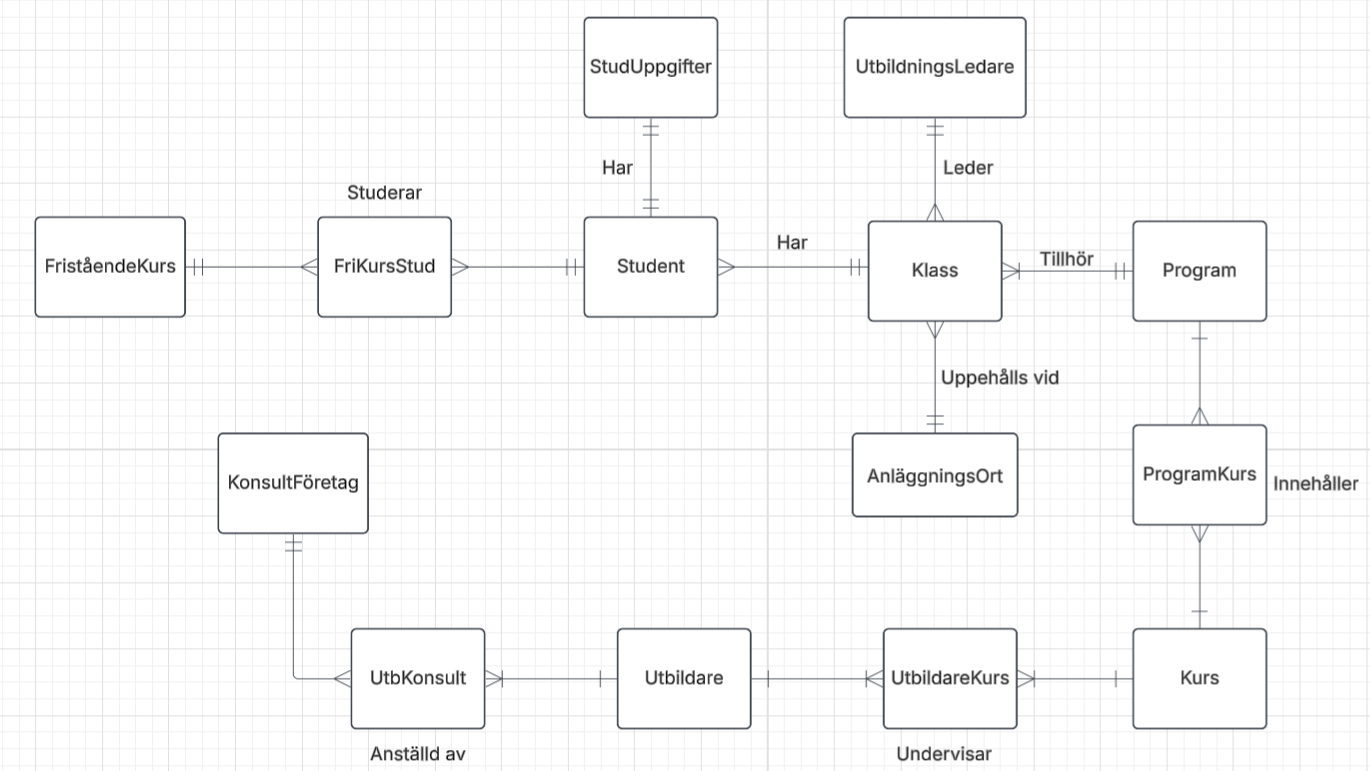 StudUppgifter
UtbildningsLedare
Har
Leder
Studerar
FriståendeKurs
FriKursStud
Student
Har
Klass
Tillhör
Program
Uppehålls vid
KonsultFöretag
AnläggningsOrt
ProgramKurs
Innehåller
UtbKonsult
Utbildare
UtbildareKurs
Kurs
Anställd av
Undervisar